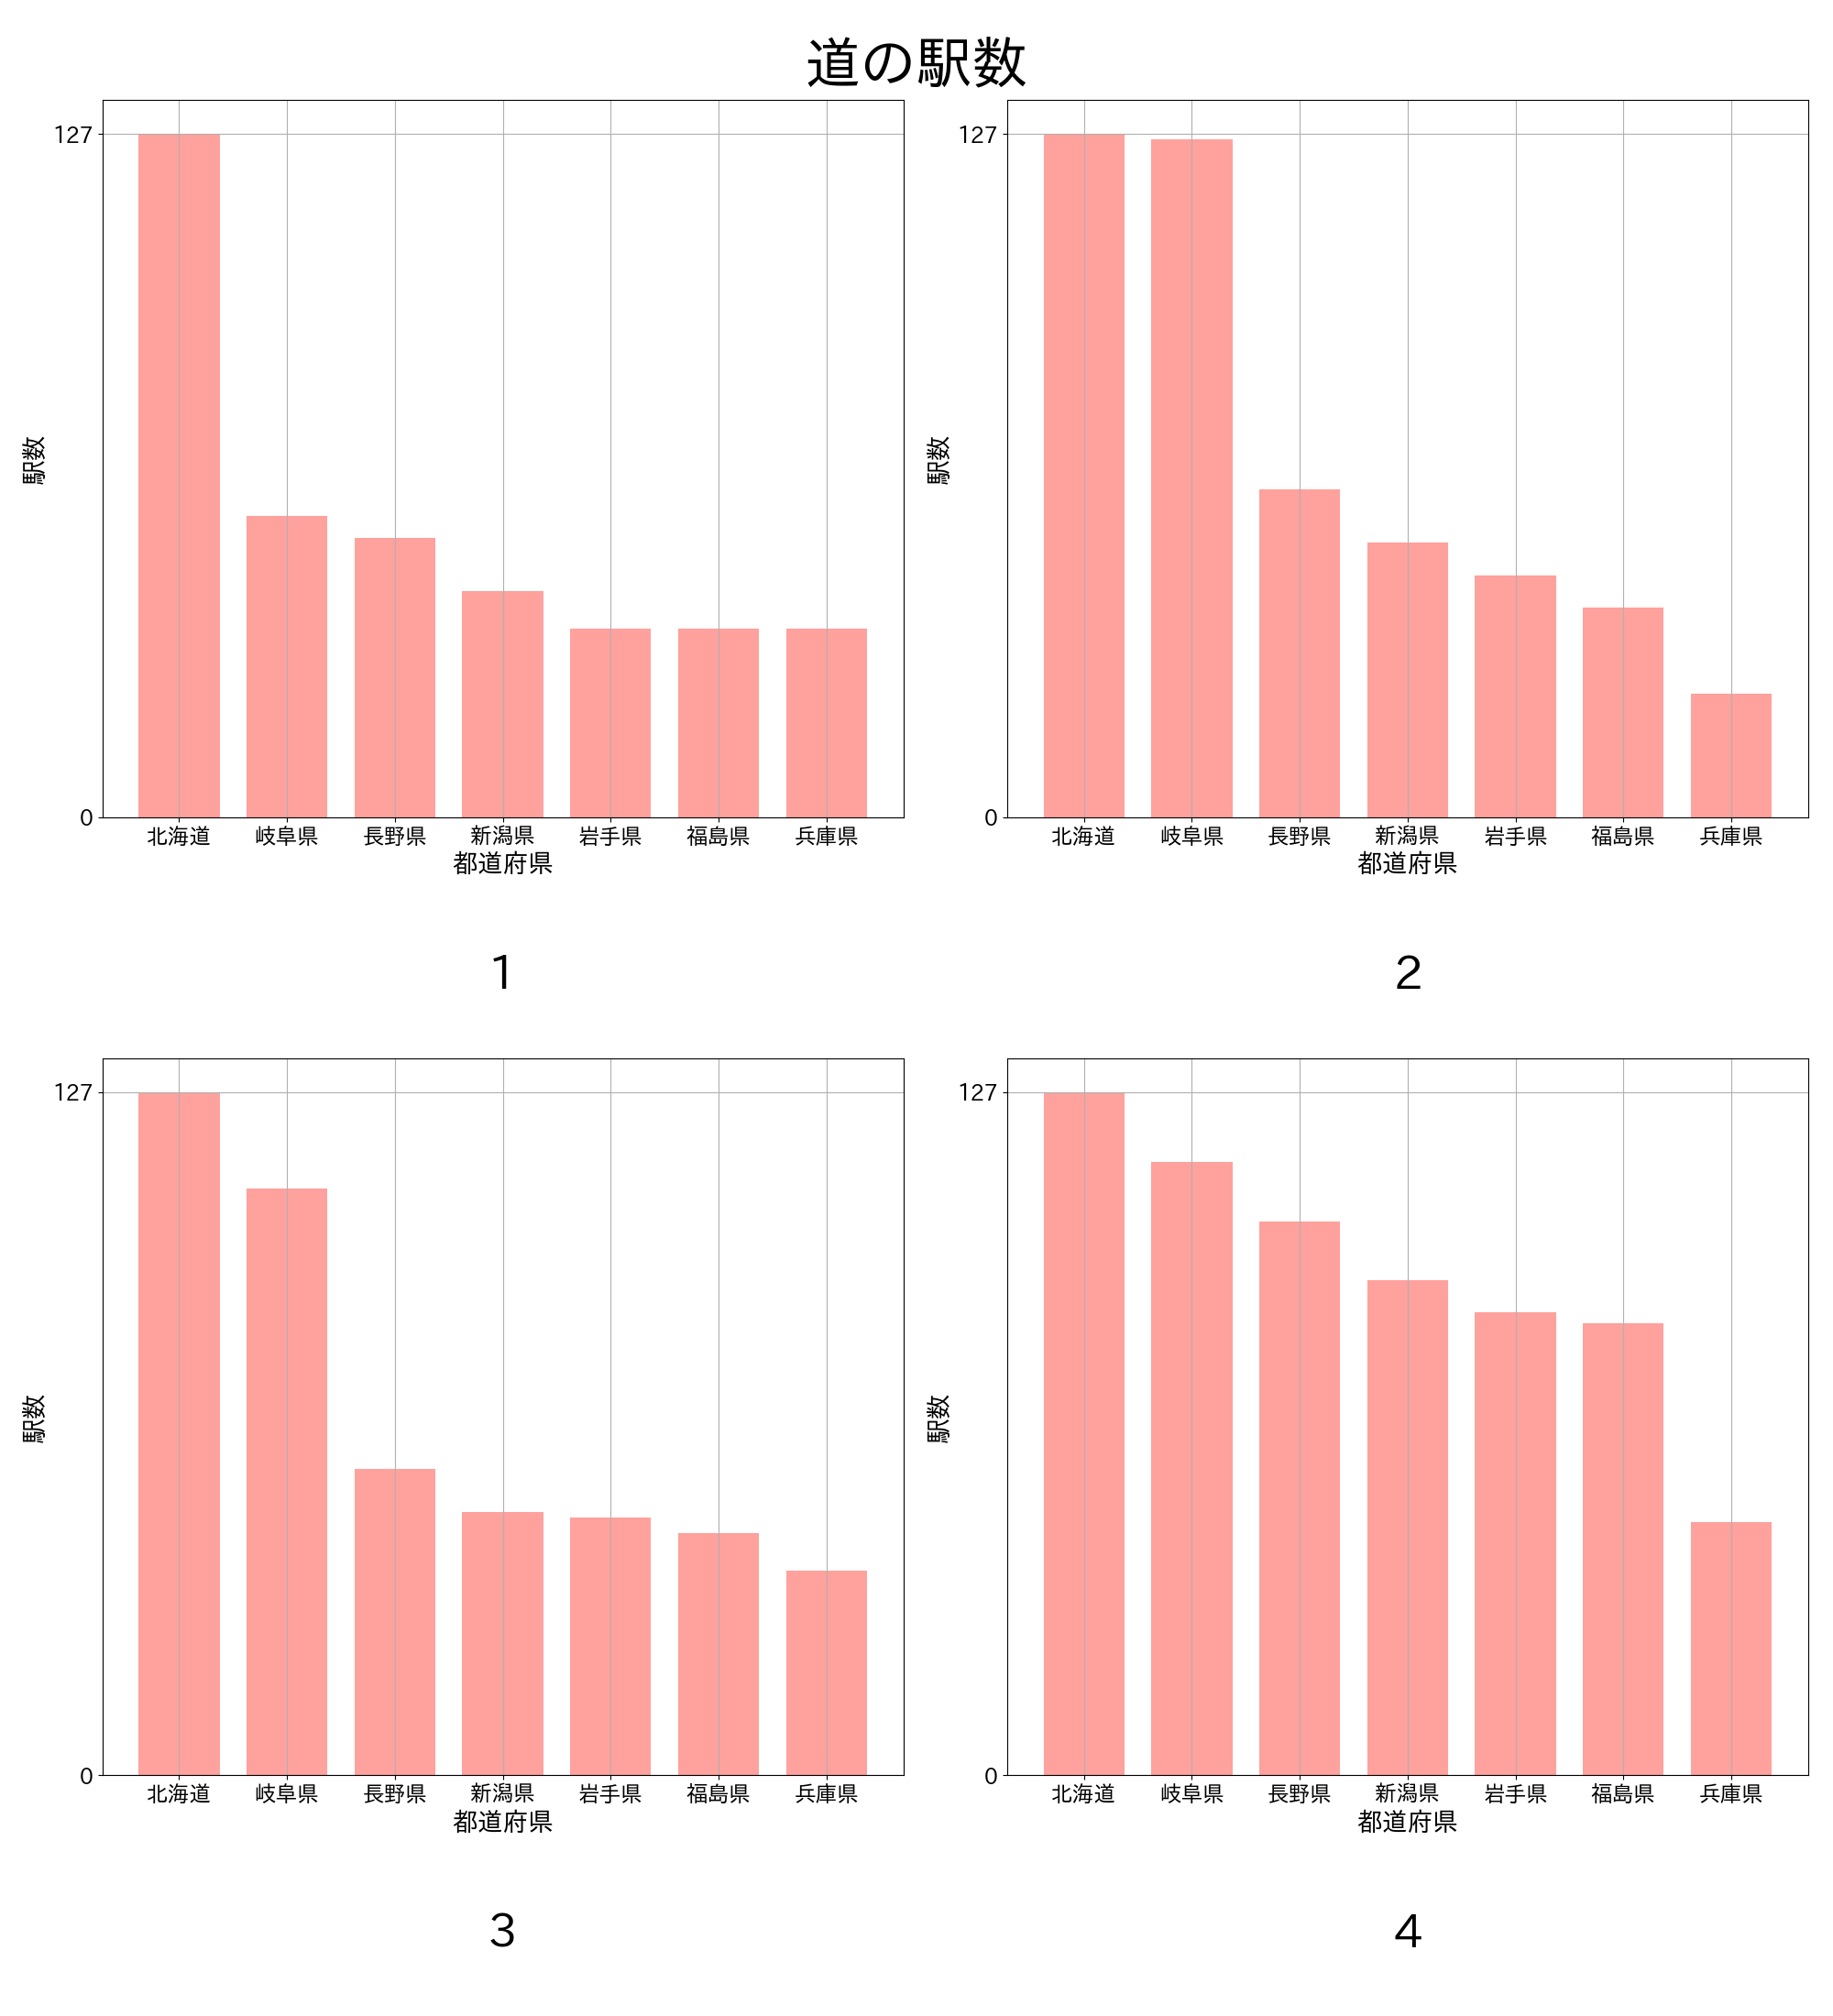 道の駅数
127
0
駅数
北海道 岐阜県 長野県 新潟県 岩手県 福島県 兵庫県
都道府県
1
127
0
駅数
北海道 岐阜県 長野県 新潟県 岩手県 福島県 兵庫県
都道府県
2
127
0
駅数
北海道 岐阜県 長野県 新潟県 岩手県 福島県 兵庫県
都道府県
3
127
0
駅数
北海道 岐阜県 長野県 新潟県 岩手県 福島県 兵庫県
都道府県
4